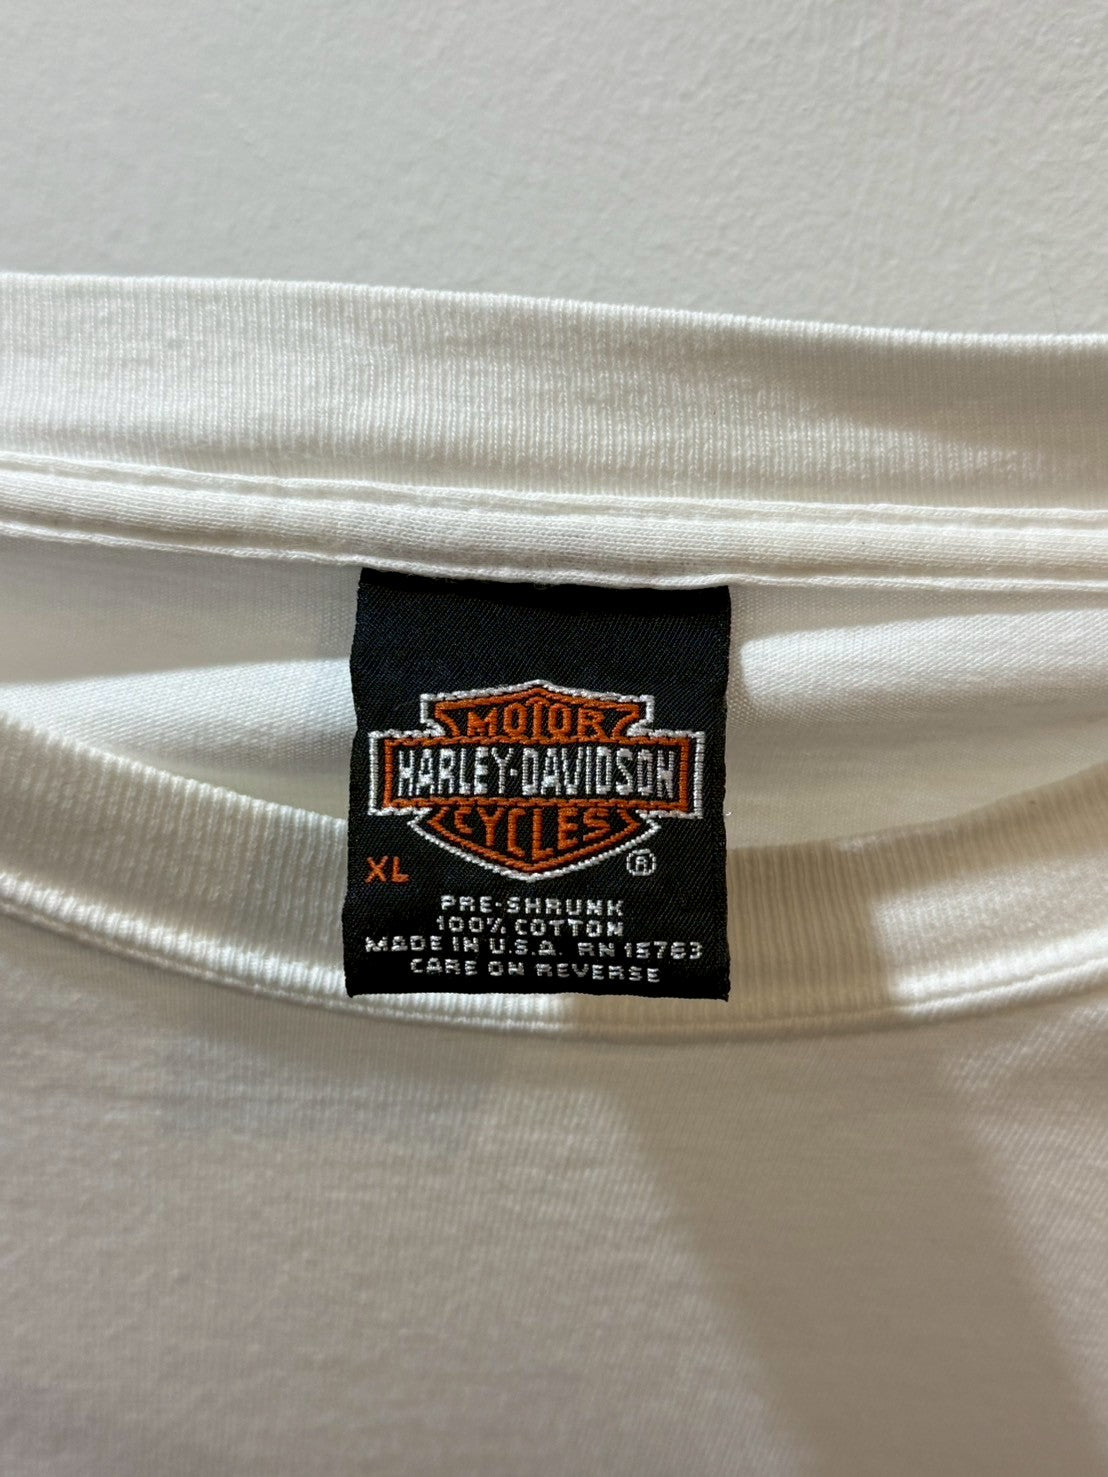 MOTOR
HARLEY-DAVIDSON
CYCLES
XL ®
PRE-SHRUNK
100% COTTON
MADE IN U.S.A. RN 15763
CARE ON REVERSE